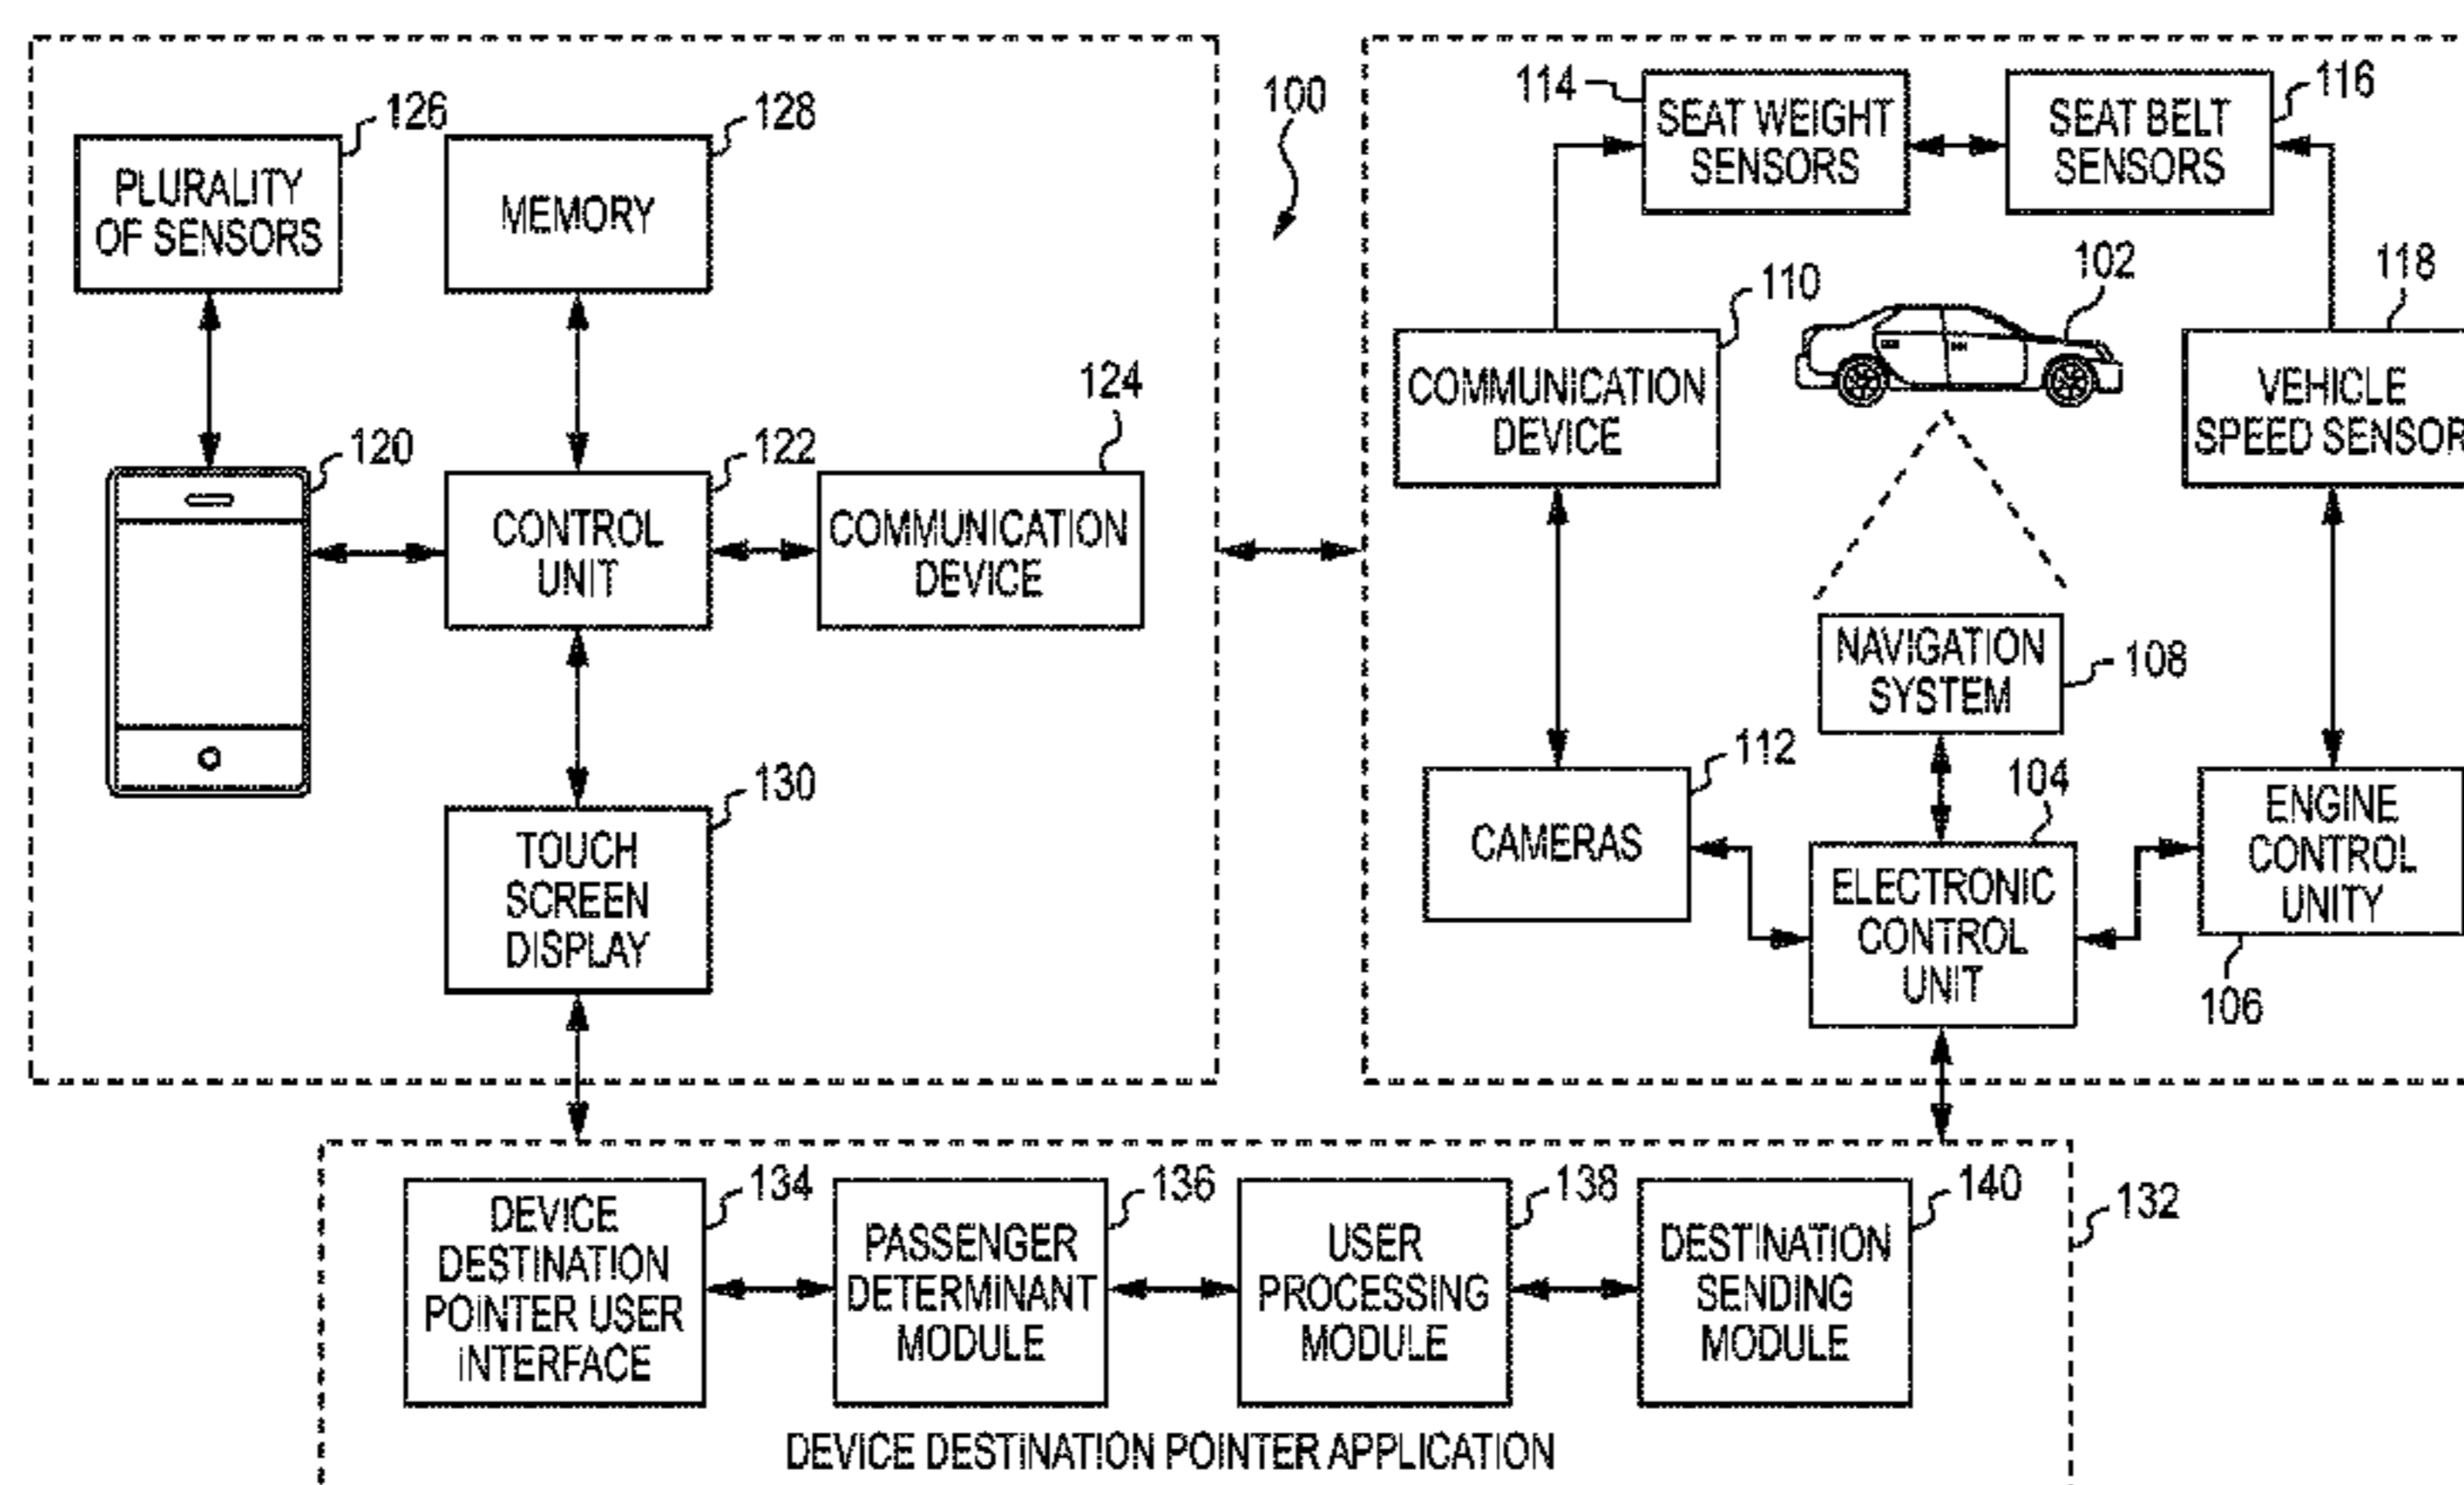 126
PLURALITY
OF SENSORS
128
MEMORY
120
122
CONTROL
UNIT
124
COMMUNICATION
DEVICE
130
TOUCH
SCREEN
DISPLAY
100
114
SEAT WEIGHT
SENSORS
116
SEAT BELT
SENSORS
110
COMMUNICATION
DEVICE
102
118
VEHICLE
SPEED SENSOR
NAVIGATION
SYSTEM
108
112
CAMERAS
104
ELECTRONIC
CONTROL
UNIT
ENGINE
CONTROL
UNITY
106
134
DEVICE
DESTINATION
POINTER USER
INTERFACE
136
PASSENGER
DETERMINANT
MODULE
138
USER
PROCESSING
MODULE
140
DESTINATION
SENDING
MODULE
132
DEVICE DESTINATION POINTER APPLICATION